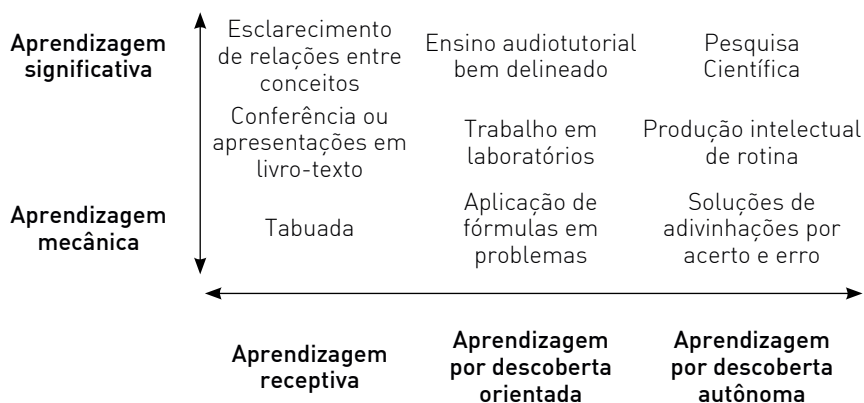 Aprendizagem
significativa
Esclarecimento
de relações entre
conceitos
Ensino audiotutorial
bem delineado
Pesquisa
Científica
Conferência ou
apresentações em
livro-texto
Trabalho em
laboratórios
Produção intelectual
de rotina
Aprendizagem
mecânica
Tabuada
Aplicação de
fórmulas em
problemas
Soluções de
adivinhações por
acerto e erro
Aprendizagem
receptiva
Aprendizagem
por descoberta
orientada
Aprendizagem
por descoberta
autônoma